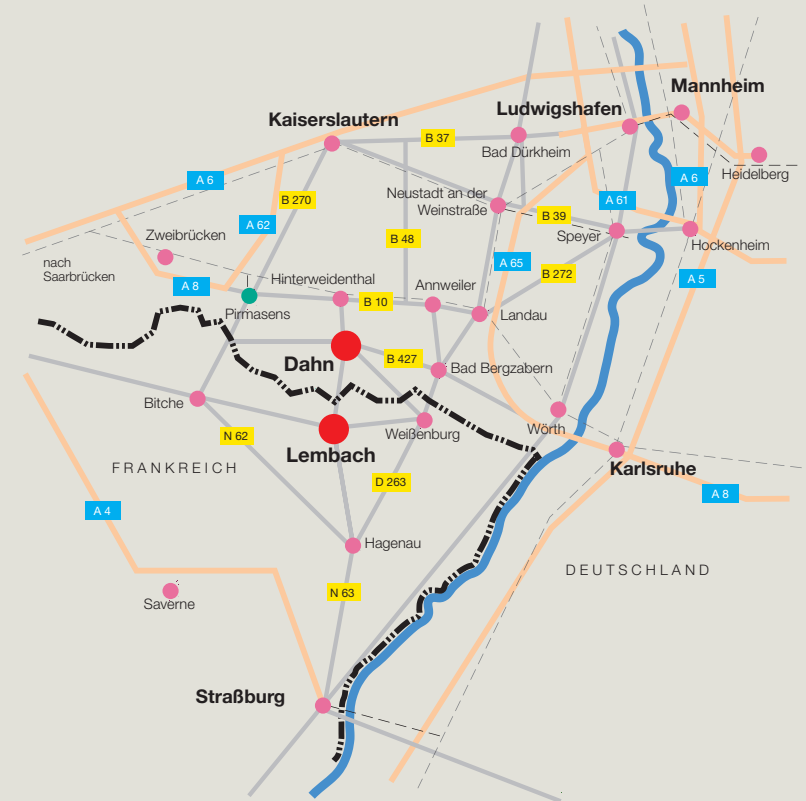 Mannheim
Ludwigshafen
Kaiserslautern
B 37
Bad Dürkheim
Heidelberg
A 6
A 6
B 270
Neustadt an der
Weinstraße
A 61
A 62
B 39
Zweibrücken
B 48
Speyer
Hockenheim
nach
Saarbrücken
A 65
B 272
A 5
Hinterweidenthal
Annweiler
A 8
B 10
Pirmasens
Landau
Dahn
B 427
Bad Bergzabern
Bitche
Weißenburg
Wörth
N 62
Lembach
Karlsruhe
FRANKREICH
D 263
A 8
A 4
Hagenau
DEUTSCHLAND
N 63
Saverne
Straßburg